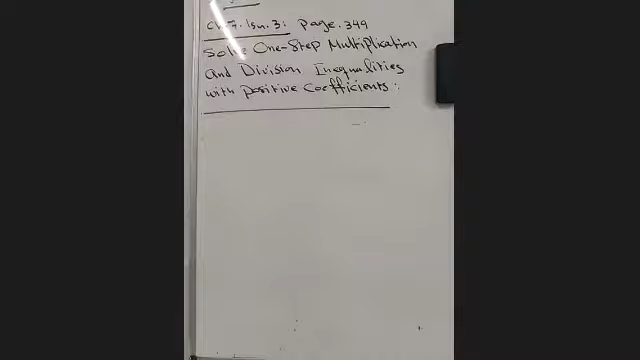 Ch.7. lsn.3: Page.349
Solve One-Step Multiplication
and Division Inequalities
with Positive Coefficients: